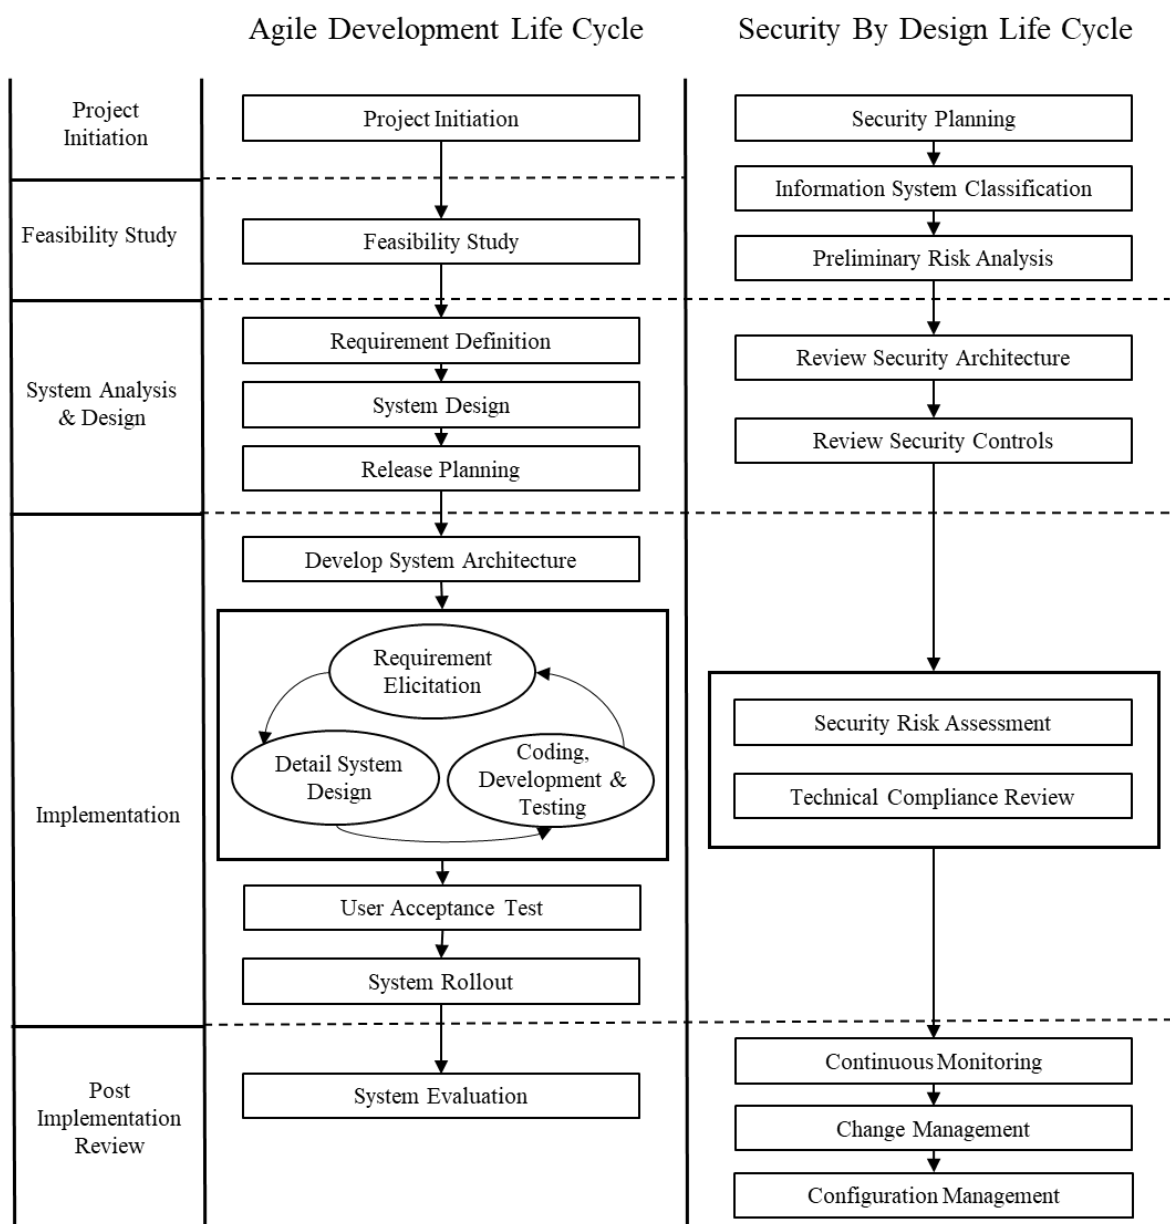 Agile Development Life Cycle
Security By Design Life Cycle
Project
Initiation
Project Initiation
Security Planning
Information System Classification
Feasibility Study
Feasibility Study
Preliminary Risk Analysis
System Analysis
& Design
Requirement Definition
System Design
Release Planning
Review Security Architecture
Review Security Controls
Implementation
Develop System Architecture
Requirement
Elicitation
Detail System
Design
Coding,
Development &
Testing
User Acceptance Test
System Rollout
Security Risk Assessment
Technical Compliance Review
Post
Implementation
Review
System Evaluation
Continuous Monitoring
Change Management
Configuration Management